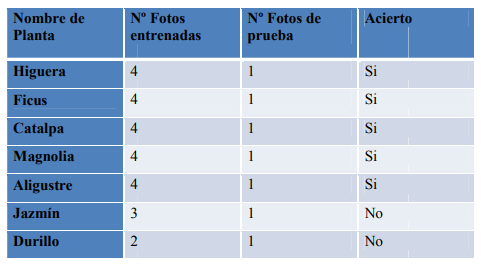 Nombre de Planta	Nº Fotos entrenadas	Nº Fotos de prueba	Acierto
Higuera	4	1	Si
Ficus	4	1	Si
Catalpa	4	1	Si
Magnolia	4	1	Si
Aligustre	4	1	Si
Jazmín	3	1	No
Durillo	2	1	No